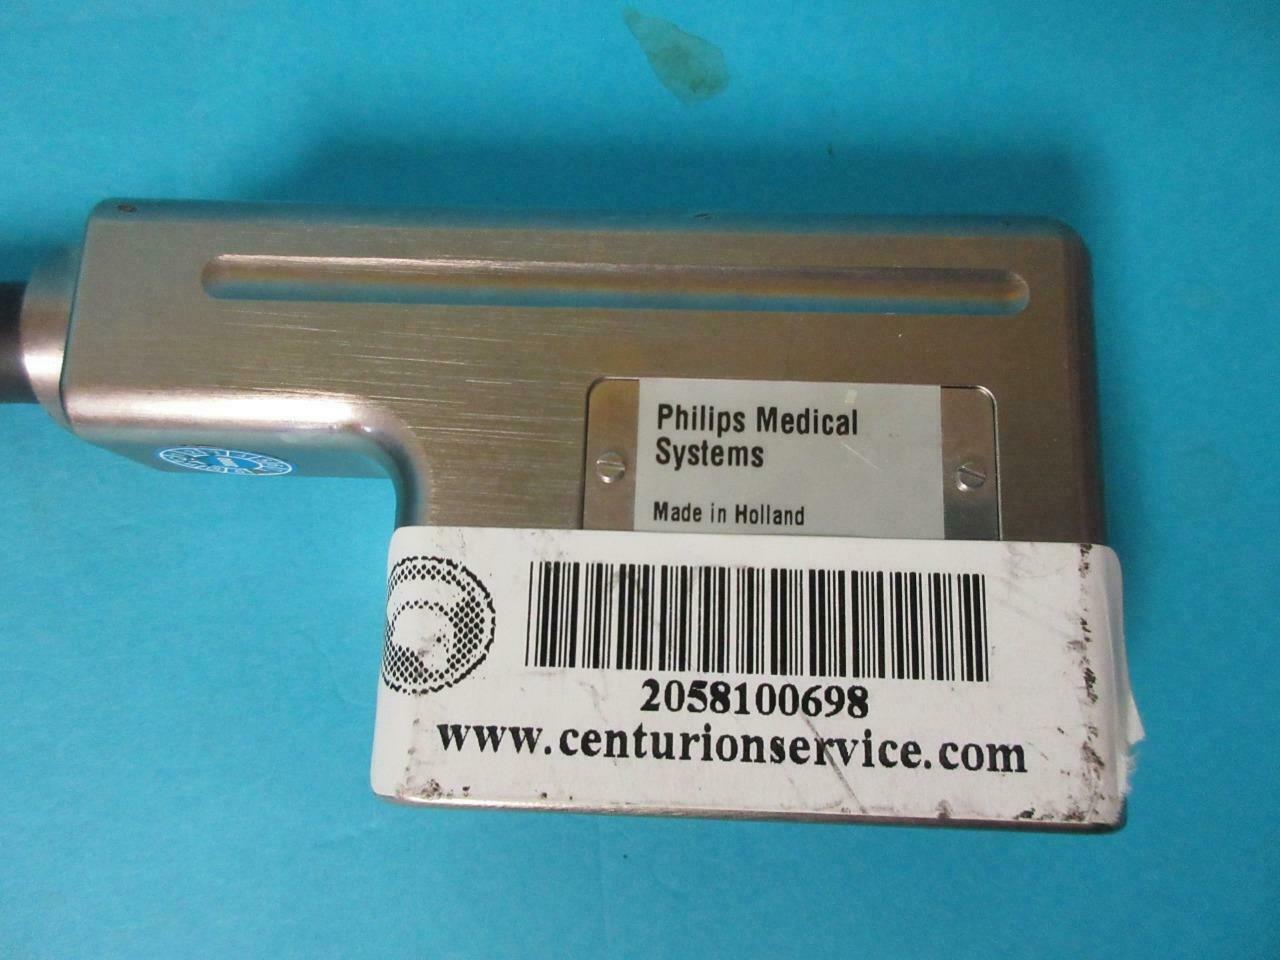 Philips Medical
Systems
Made in Holland
2058100698
www.centurionservice.com